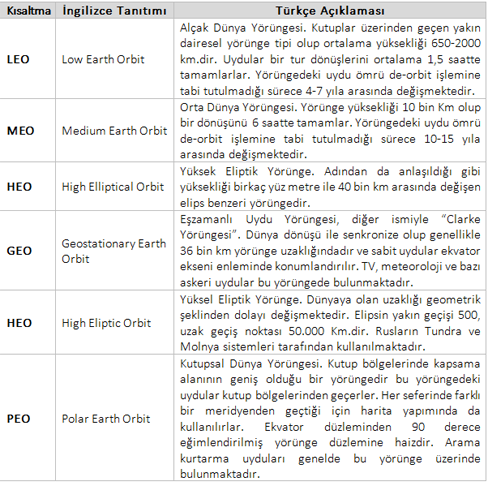 Kısaltma İngilizce Tanıtımı Türkçe Açıklaması
LEO
Low Earth Orbit
Alçak Dünya Yörüngesi. Kutuplar üzerinden geçen yakın
dairesel yörünge tipi olup ortalama yüksekliği 650-2000
km.dir. Uydular bir tur dönüşlerini ortalama 1,5 saatte
tamamlarlar. Yörüngedeki uydu ömrü de-orbit işlemine
tabi tutulmadığı sürece 4-7 yıla arasında değişmektedir.
MEO
Medium Earth Orbit
Orta Dünya Yörüngesi. Yörünge yüksekliği 10 bin Km olup
bir dönüşünü 6 saatte tamamlar. Yörüngedeki uydu ömrü
de-orbit işlemine tabi tutulmadığı sürece 10-15 yıla
arasında değişmektedir.
HEO
High Elliptical Orbit
Yüksek Eliptik Yörünge. Adından da anlaşıldığı gibi
yüksekliği birkaç yüz metre ile 40 bin km arasında değişen
elips benzeri yörüngedir.
GEO
Geostationary Earth
Orbit
Eşzamanlı Uydu Yörüngesi, diğer ismiyle “Clarke
Yörüngesi”. Dünya dönüşü ile senkronize olup genellikle
36 bin km yörünge uzaklığındadır ve sabit uydular ekvator
ekseni enleminde konumlandırılır. TV, meteoroloji ve bazı
askeri uydular bu yörüngede bulunmaktadır.
HEO
High Eliptic Orbit
Yüksel Eliptik Yörünge. Dünyaya olan uzaklığı geometrik
şeklinden dolayı değişmektedir. Elipsin yakın geçişi 500,
uzak geçiş noktası 50.000 Km.dir. Rusların Tundra ve
Molnya sistemleri tarafından kullanılmaktadır.
PEO
Polar Earth Orbit
Kutupsal Dünya Yörüngesi. Kutup bölgelerinde kapsama
alanının geniş olduğu bir yörüngedir bu yörüngedeki
uydular kutup bölgelerinden geçerler. Her seferinde farklı
bir meridyenden geçtiği için harita yapımında da
kullanılırlar. Ekvator düzleminden 90 derece
eğimlendirilmiş yörünge düzlemine haizdir. Arama
kurtarma uyduları genelde bu yörünge üzerinde
bulunmaktadır.